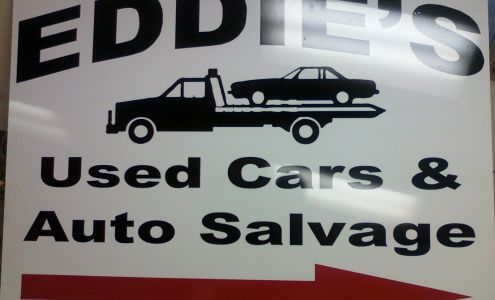 EDDIE'S
Used Cars &
Auto Salvage